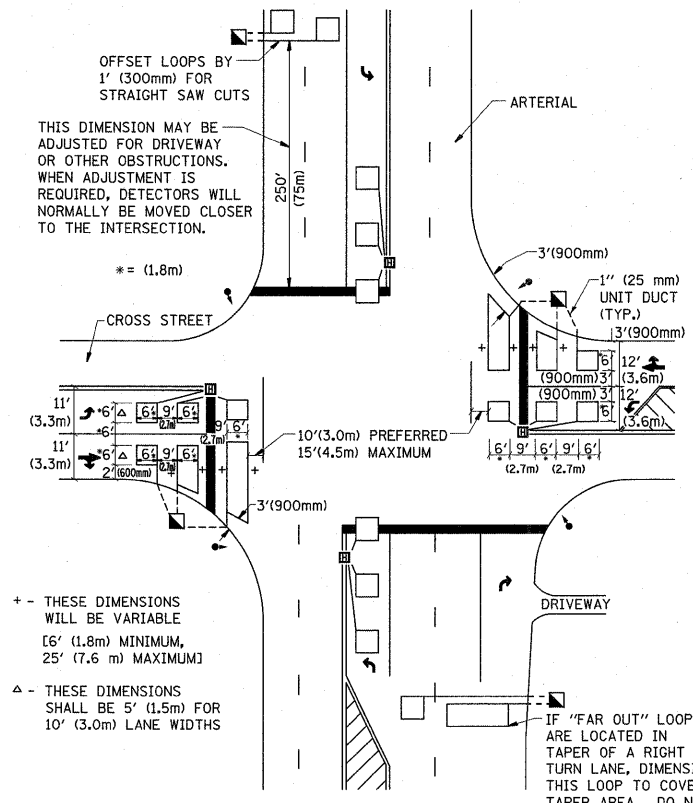 OFFSET LOOPS BY
1' (300mm) FOR
STRAIGHT SAW CUTS
THIS DIMENSION MAY BE
ADJUSTED FOR DRIVEWAY
OR OTHER OBSTRUCTIONS.
WHEN ADJUSTMENT IS
REQUIRED, DETECTORS WILL
NORMALLY BE MOVED CLOSER
TO THE INTERSECTION.
250'
(75m)
ARTERIAL
* = (1.8m)
3'(900mm)
1" (25 mm)
UNIT DUCT
(TYP.)
H
CROSS STREET
3'(900mm)
*6'
12'
(3.6m)
(900mm)3'
(900mm)3'
*6'
12'
(3.6m)
H
6' 9' 6' 9' 6'
* * *
(2.7m) (2.7m)
H
11'
(3.3m)
*6'
Δ
6' 9' 6'
* (2.7m) *
(2.7m)
9' 6'
*
11'
(3.3m)
*6'
Δ
6' 9' 6'
* (2.7m) *
2' (600mm)
10'(3.0m) PREFERRED
15'(4.5m) MAXIMUM
3'(900mm)
H
+ - THESE DIMENSIONS
WILL BE VARIABLE
[6' (1.8m) MINIMUM,
25' (7.6 m) MAXIMUM]
Δ - THESE DIMENSIONS
SHALL BE 5' (1.5m) FOR
10' (3.0m) LANE WIDTHS
DRIVEWAY
IF "FAR OUT" LOOP
ARE LOCATED IN
TAPER OF A RIGHT
TURN LANE, DIMENSI
THIS LOOP TO COVE
TAPER AREA. DO N